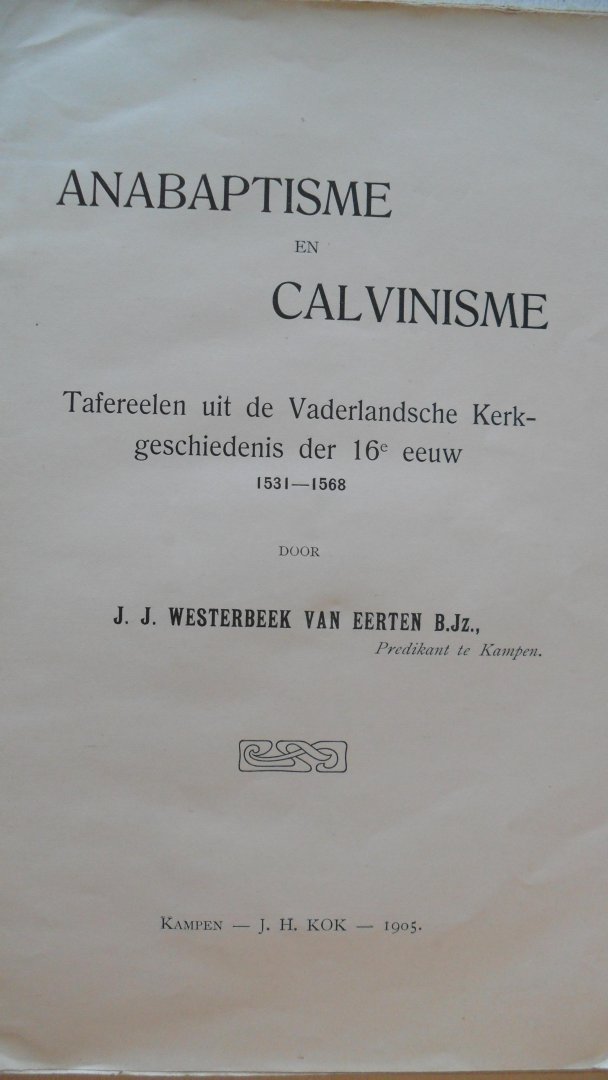 ANABAPTISME
EN
CALVINISME
Tafereelen uit de Vaderlandsche Kerk-
geschiedenis der 16e eeuw
1531—1568
DOOR
J. J. WESTERBEEK VAN EERTEN B.Jz.,
Predikant te Kampen.
KAMPEN — J. H. KOK — 1905.